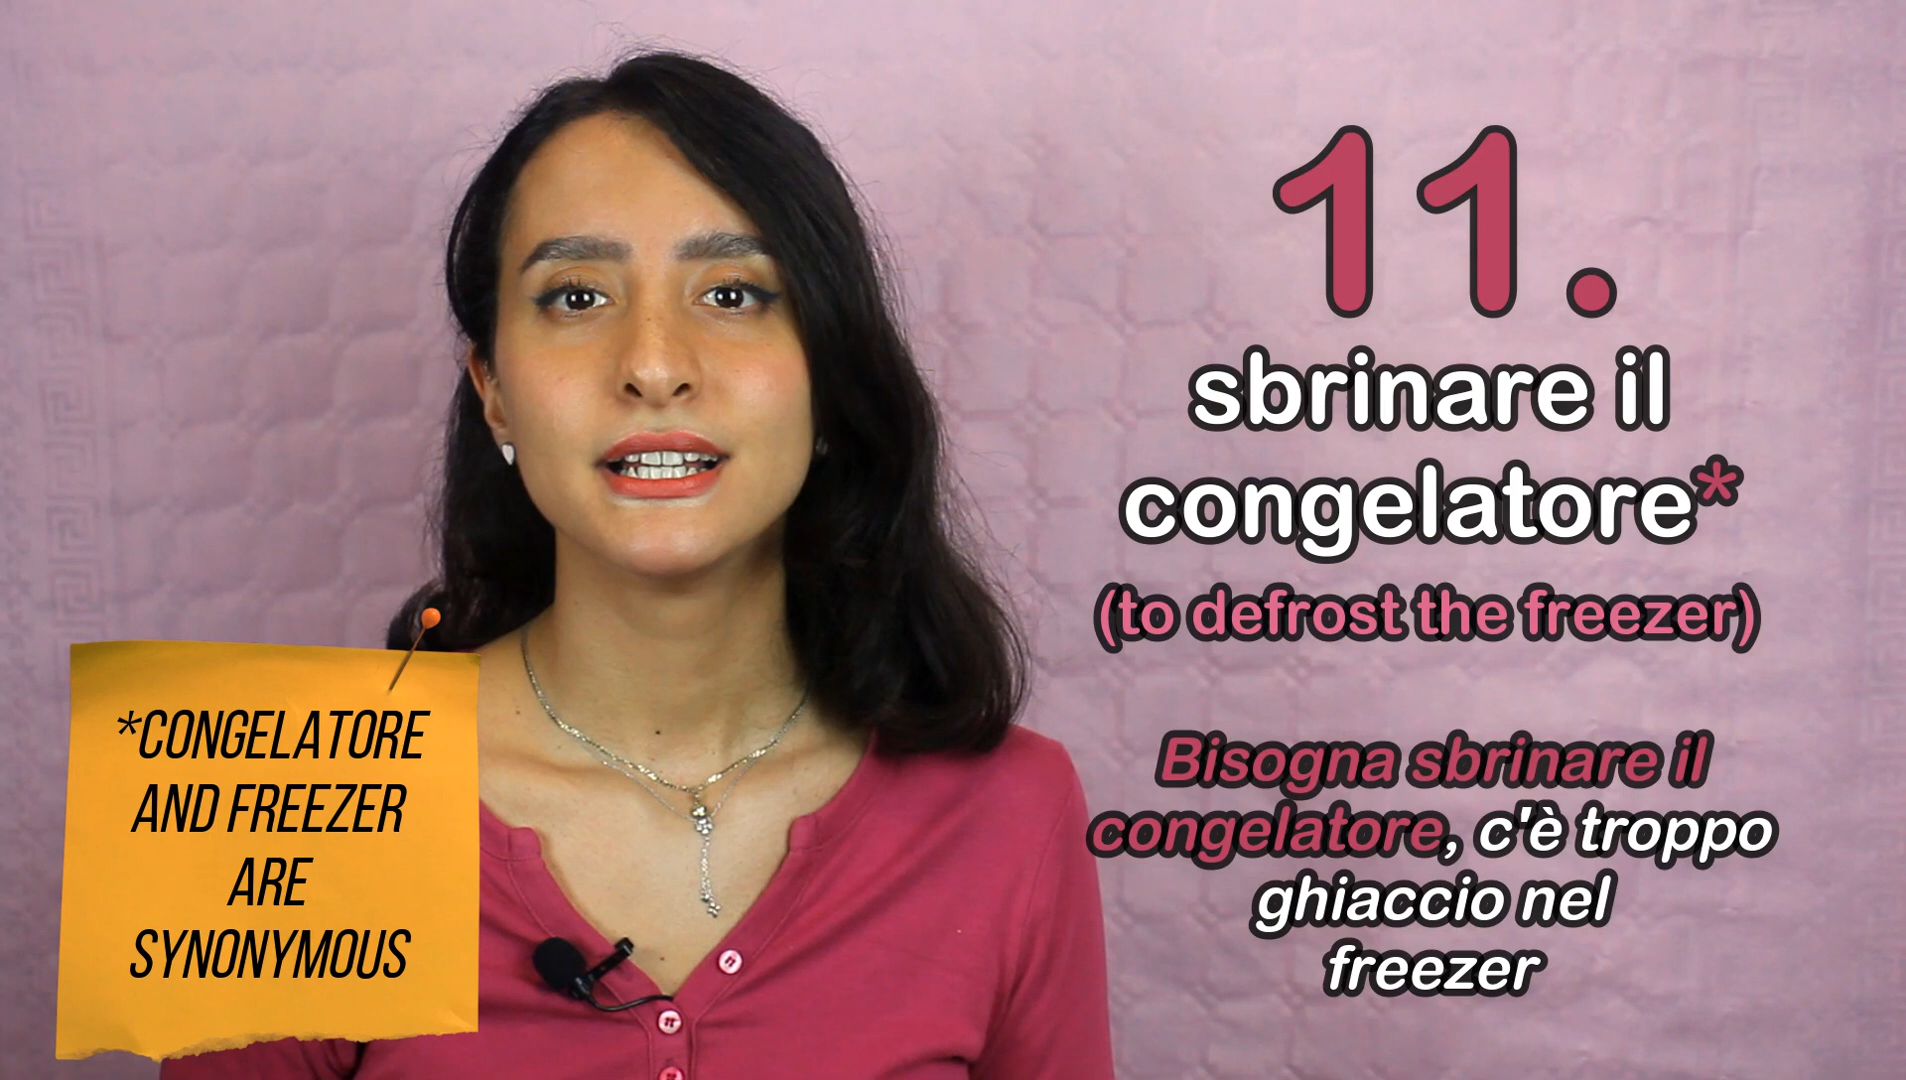 11.
sbrinare il
congelatore*
(to defrost the freezer)
Bisogna sbrinare il
congelatore, c'è troppo
ghiaccio nel
freezer
*CONGELATORE
AND FREEZER
ARE
SYNONYMOUS